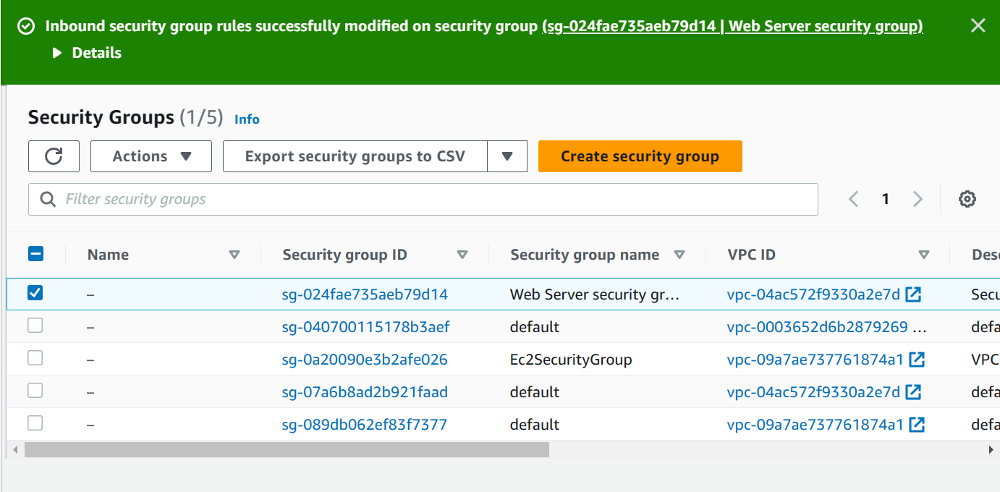 Inbound security group rules successfully modified on security group (sg-024fae735aeb79d14 | Web Server security group)
Details
Security Groups (1/5) Info
Actions Export security groups to CSV Create security group
Filter security groups 1
Name Security group ID Security group name VPC ID Desc
– sg-024fae735aeb79d14 Web Server security gr... vpc-04ac572f9330a2e7d Secu
– sg-040700115178b3aef default vpc-0003652d6b2879269 ... defa
– sg-0a20090e3b2afe026 Ec2SecurityGroup vpc-09a7ae737761874a1 VPC
– sg-07a6b8ad2b921faad default vpc-04ac572f9330a2e7d defa
– sg-089db062ef83f7377 default vpc-09a7ae737761874a1 defa